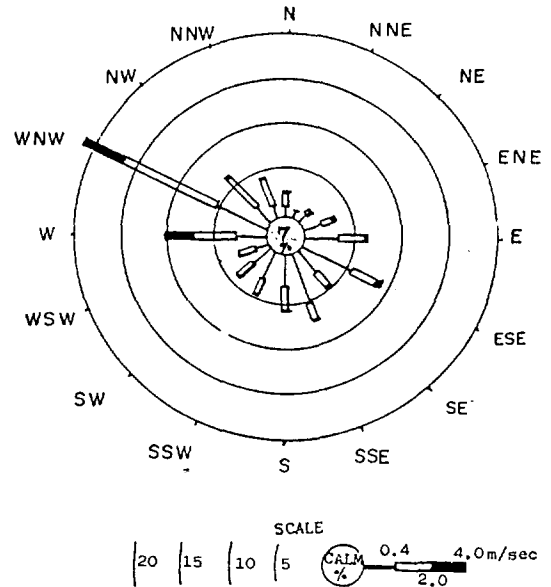 N
NNW NNE
NW NE
WNW ENE
7
%
W E
WSW ESE
SW SE
SSW SSE
S
SCALE
20 15 10 5 CALM % 0.4 2.0 4.0m/sec